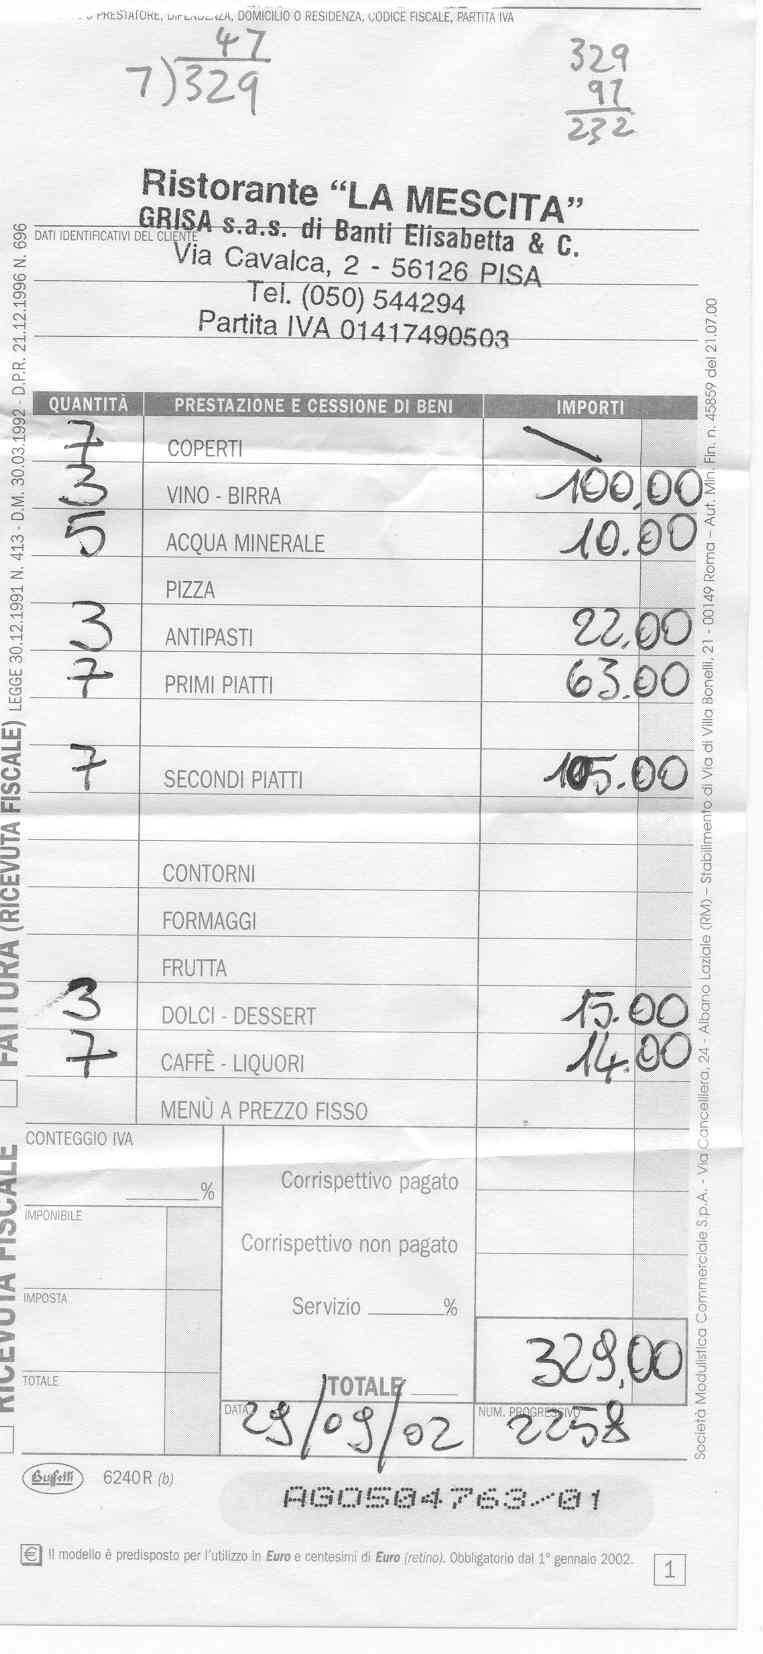 PRESTATORE, DIPENDENZA, DOMICILIO O RESIDENZA, CODICE FISCALE, PARTITA IVA
47
7)329
329
97
232
Ristorante “LA MESCITA”
GRISA s.a.s. di Banti Elisabetta & C.
DATI IDENTIFICATIVI DEL CLIENTE
Via Cavalca, 2 - 56126 PISA
Tel. (050) 544294
Partita IVA 01417490503
QUANTITÀ PRESTAZIONE E CESSIONE DI BENI IMPORTI
7 COPERTI
3 VINO - BIRRA 100,00
5 ACQUA MINERALE 10.00
PIZZA
3 ANTIPASTI 22,00
7 PRIMI PIATTI 63.00
7 SECONDI PIATTI 105.00
CONTORNI
FORMAGGI
FRUTTA
3 DOLCI - DESSERT 15.00
7 CAFFÈ - LIQUORI 14.00
MENÙ A PREZZO FISSO
CONTEGGIO IVA
%
IMPONIBILE
IMPOSTA
TOTALE
Corrispettivo pagato
Corrispettivo non pagato
Servizio %
TOTALE 329,00
DATA 29/09/02
NUM. PROGRESSIVO 2258
Buffetti 6240R (b)
AGO504763/01
€ Il modello è predisposto per l'utilizzo in Euro e centesimi di Euro (retino). Obbligatorio dal 1° gennaio 2002.
1
RICEVUTA FISCALE FATTURA (RICEVUTA FISCALE) LEGGE 30.12.1991 N. 413 - D.M. 30.03.1992 - D.P.R. 21.12.1996 N. 696
Società Modulistica Commerciale S.p.A. - Via Cancelliera, 24 - Albano Laziale (RM) – Stabilimento di Via di Villa Bonelli, 21 - 00149 Roma – Aut. Min. Fin. n. 45859 del 21.07.00